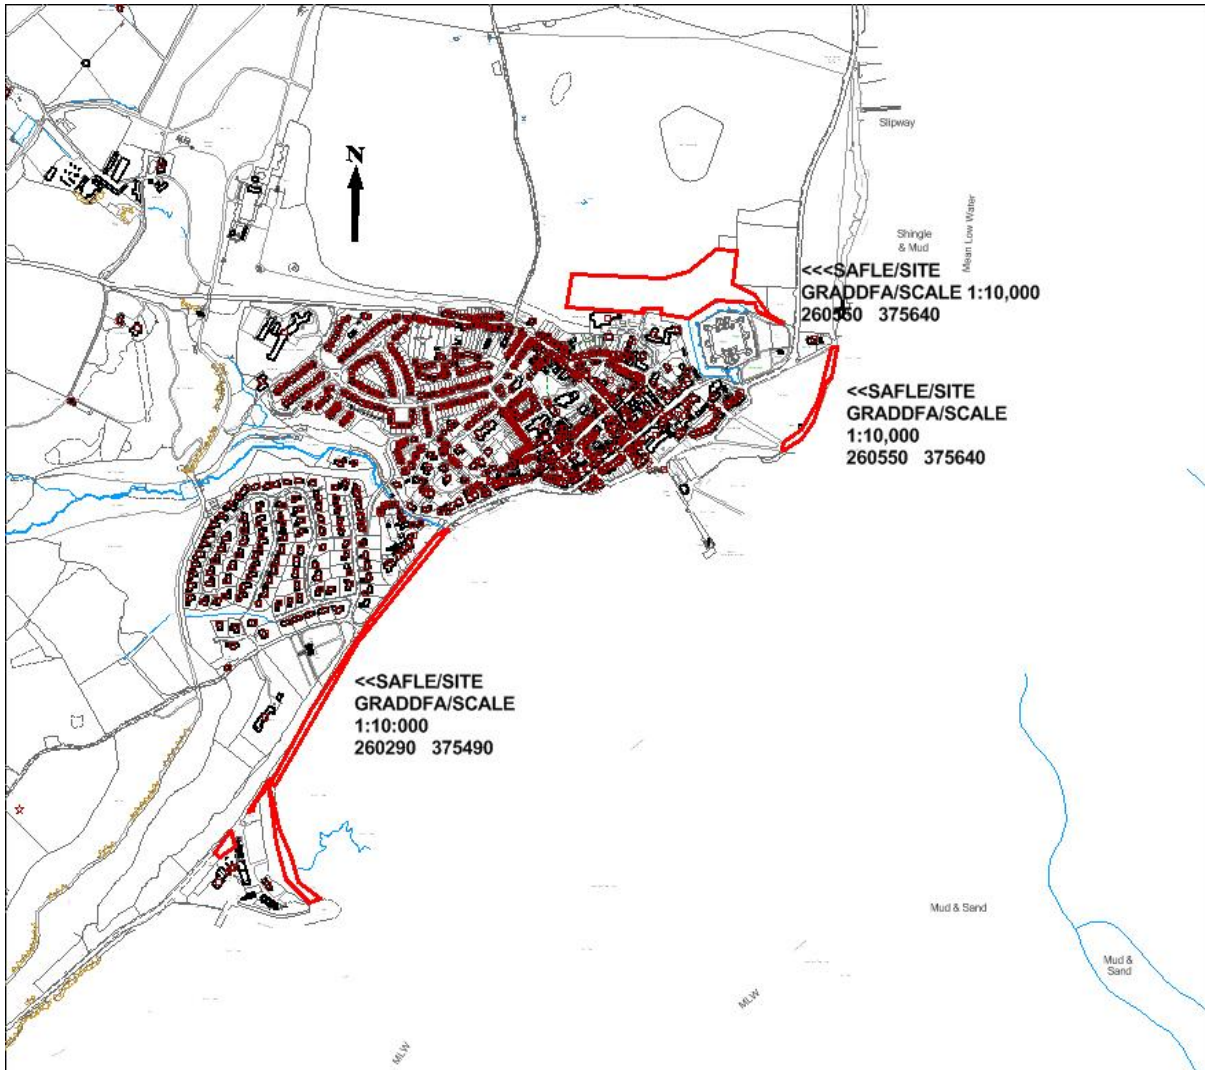 Slipway
N
Mean Low Water
Shingle
& Mud
<<<SAFLE/SITE
GRADDFA/SCALE 1:10,000
260550 375640
<<SAFLE/SITE
GRADDFA/SCALE
1:10,000
260550 375640
<<SAFLE/SITE
GRADDFA/SCALE
1:10:000
260290 375490
Mud & Sand
Mud &
Sand
MLW
MLW